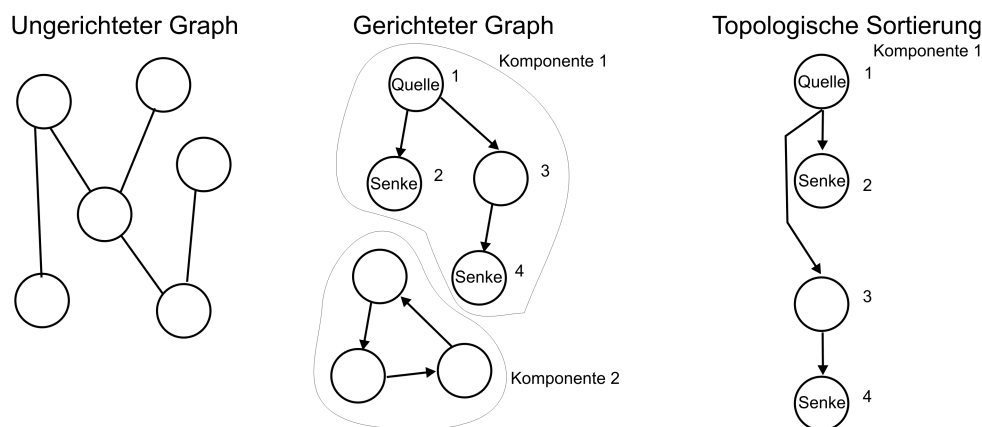 Ungerichteter Graph
Gerichteter Graph
Komponente 1
Quelle 1
Senke 2
3
Senke 4
Komponente 2
Topologische Sortierung
Komponente 1
Quelle 1
Senke 2
3
Senke 4